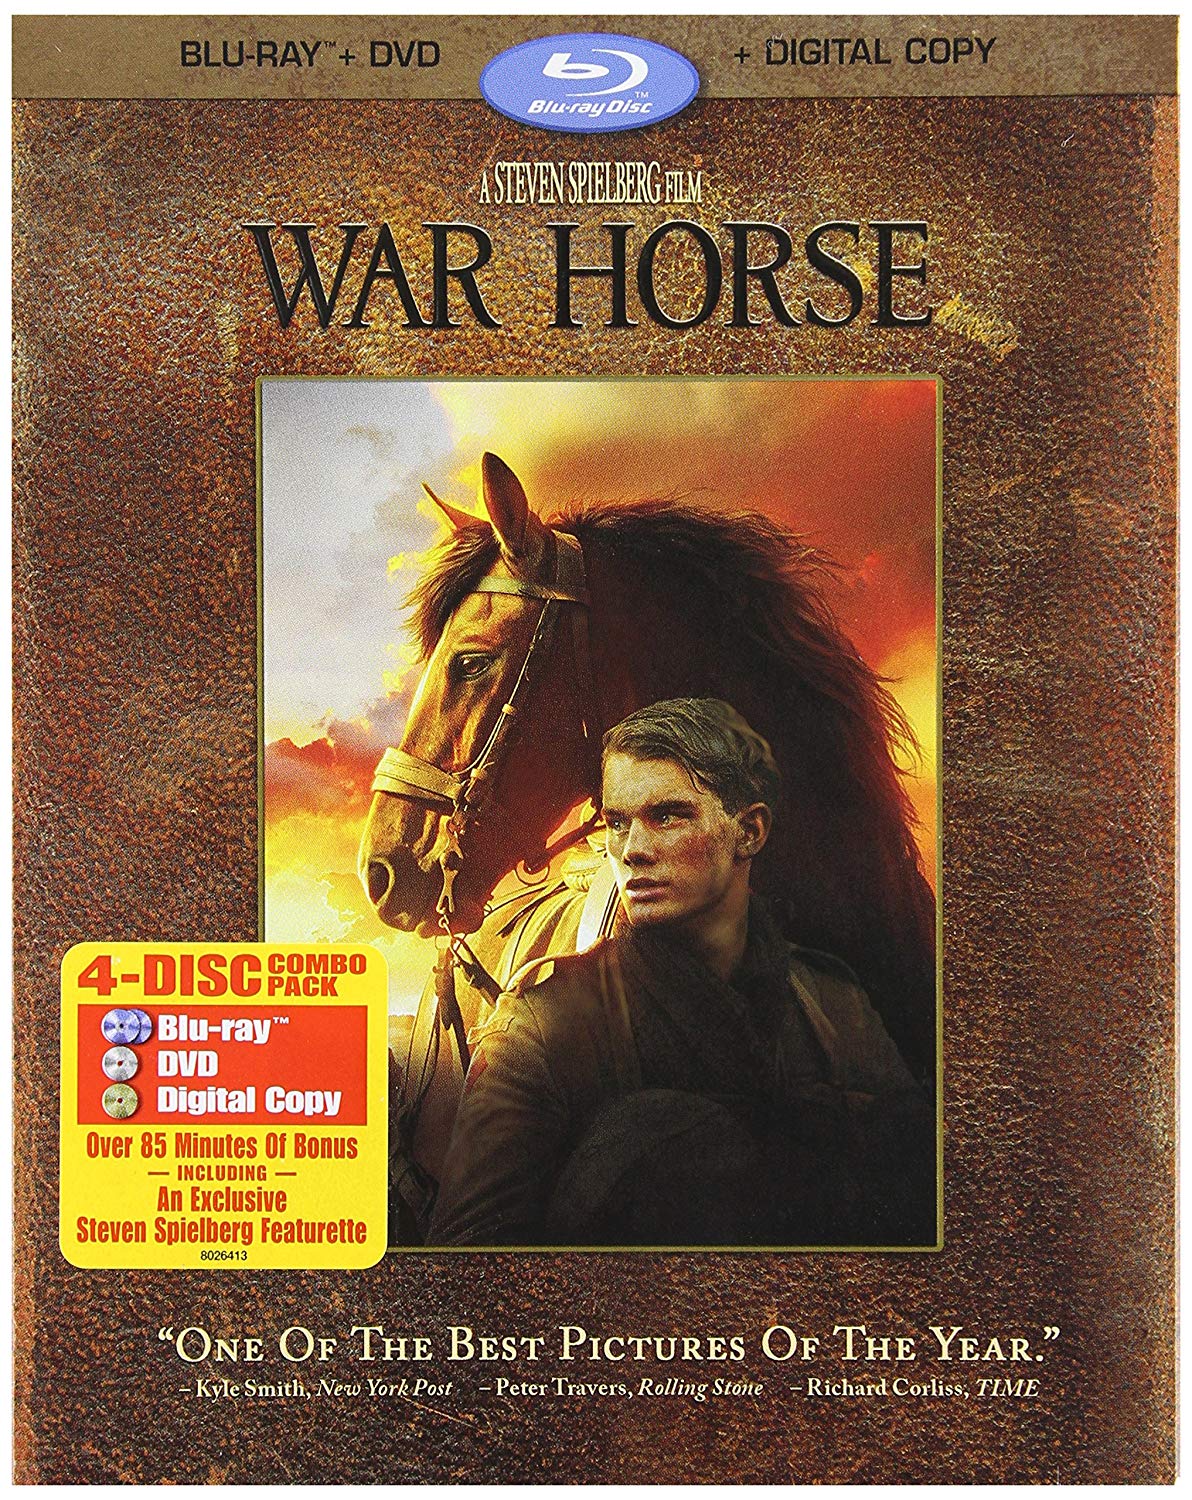 BLU-RAY™ + DVD
Blu-ray Disc™
+ DIGITAL COPY
A STEVEN SPIELBERG FILM
WAR HORSE
4-DISC COMBO PACK
Blu-ray™
DVD
Digital Copy
Over 85 Minutes Of Bonus
— INCLUDING —
An Exclusive
Steven Spielberg Featurette
8026413
“ONE OF THE BEST PICTURES OF THE YEAR.”
– Kyle Smith, New York Post – Peter Travers, Rolling Stone – Richard Corliss, TIME